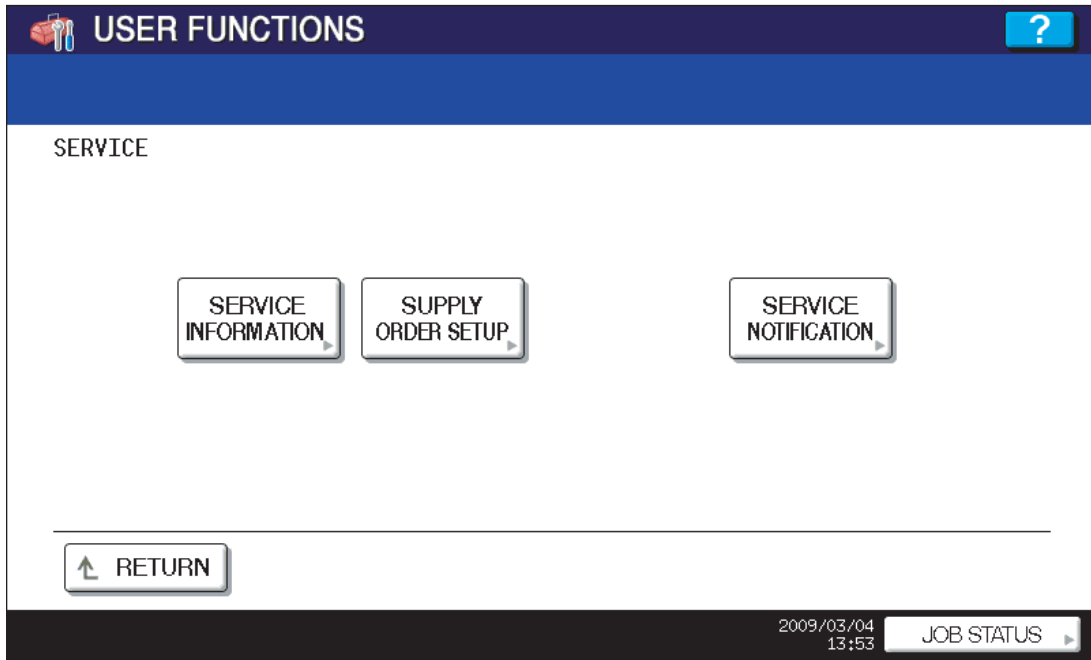 USER FUNCTIONS
?
SERVICE
SERVICE
INFORMATION
SUPPLY
ORDER SETUP
SERVICE
NOTIFICATION
RETURN
2009/03/04
13:53
JOB STATUS